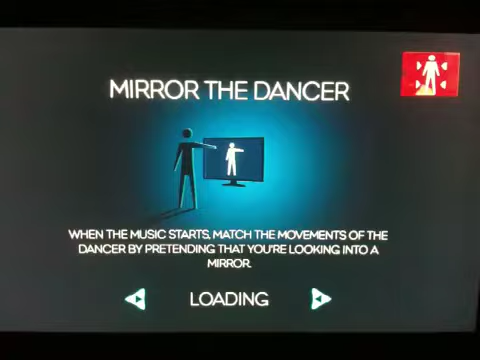 MIRROR THE DANCER
WHEN THE MUSIC STARTS, MATCH THE MOVEMENTS OF THE
DANCER BY PRETENDING THAT YOU'RE LOOKING INTO A
MIRROR.
LOADING